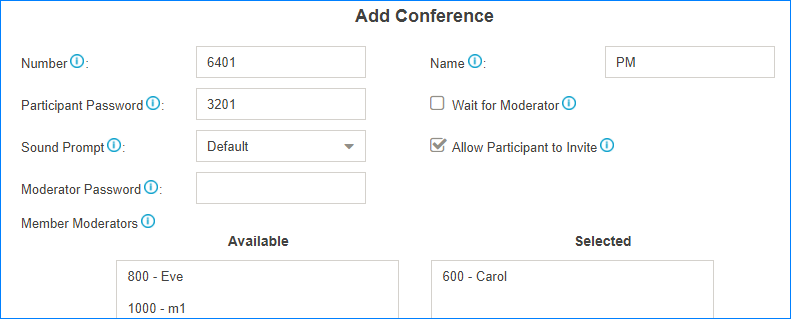 Add Conference
Number : 6401 Name : PM
Participant Password : 3201 Wait for Moderator
Sound Prompt : Default Allow Participant to Invite
Moderator Password :
Member Moderators
Available Selected
800 - Eve 600 - Carol
1000 - m1